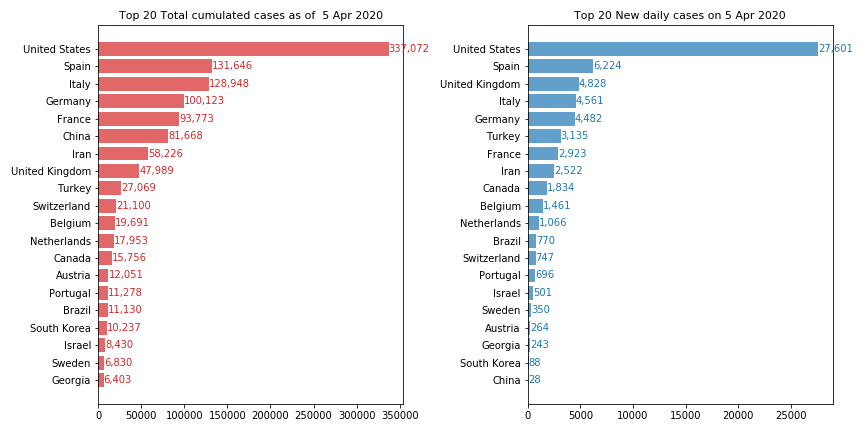 Top 20 Total cumulated cases as of  5 Apr 2020
United States 337,072
Spain 131,646
Italy 128,948
Germany 100,123
France 93,773
China 81,668
Iran 58,226
United Kingdom 47,989
Turkey 27,069
Switzerland 21,100
Belgium 19,691
Netherlands 17,953
Canada 15,756
Austria 12,051
Portugal 11,278
Brazil 11,130
South Korea 10,237
Israel 8,430
Sweden 6,830
Georgia 6,403
0 50000 100000 150000 200000 250000 300000 350000
Top 20 New daily cases on 5 Apr 2020
United States 27,601
Spain 6,224
United Kingdom 4,828
Italy 4,561
Germany 4,482
Turkey 3,135
France 2,923
Iran 2,522
Canada 1,834
Belgium 1,461
Netherlands 1,066
Brazil 770
Switzerland 747
Portugal 696
Israel 501
Sweden 350
Austria 264
Georgia 243
South Korea 88
China 28
0 5000 10000 15000 20000 25000